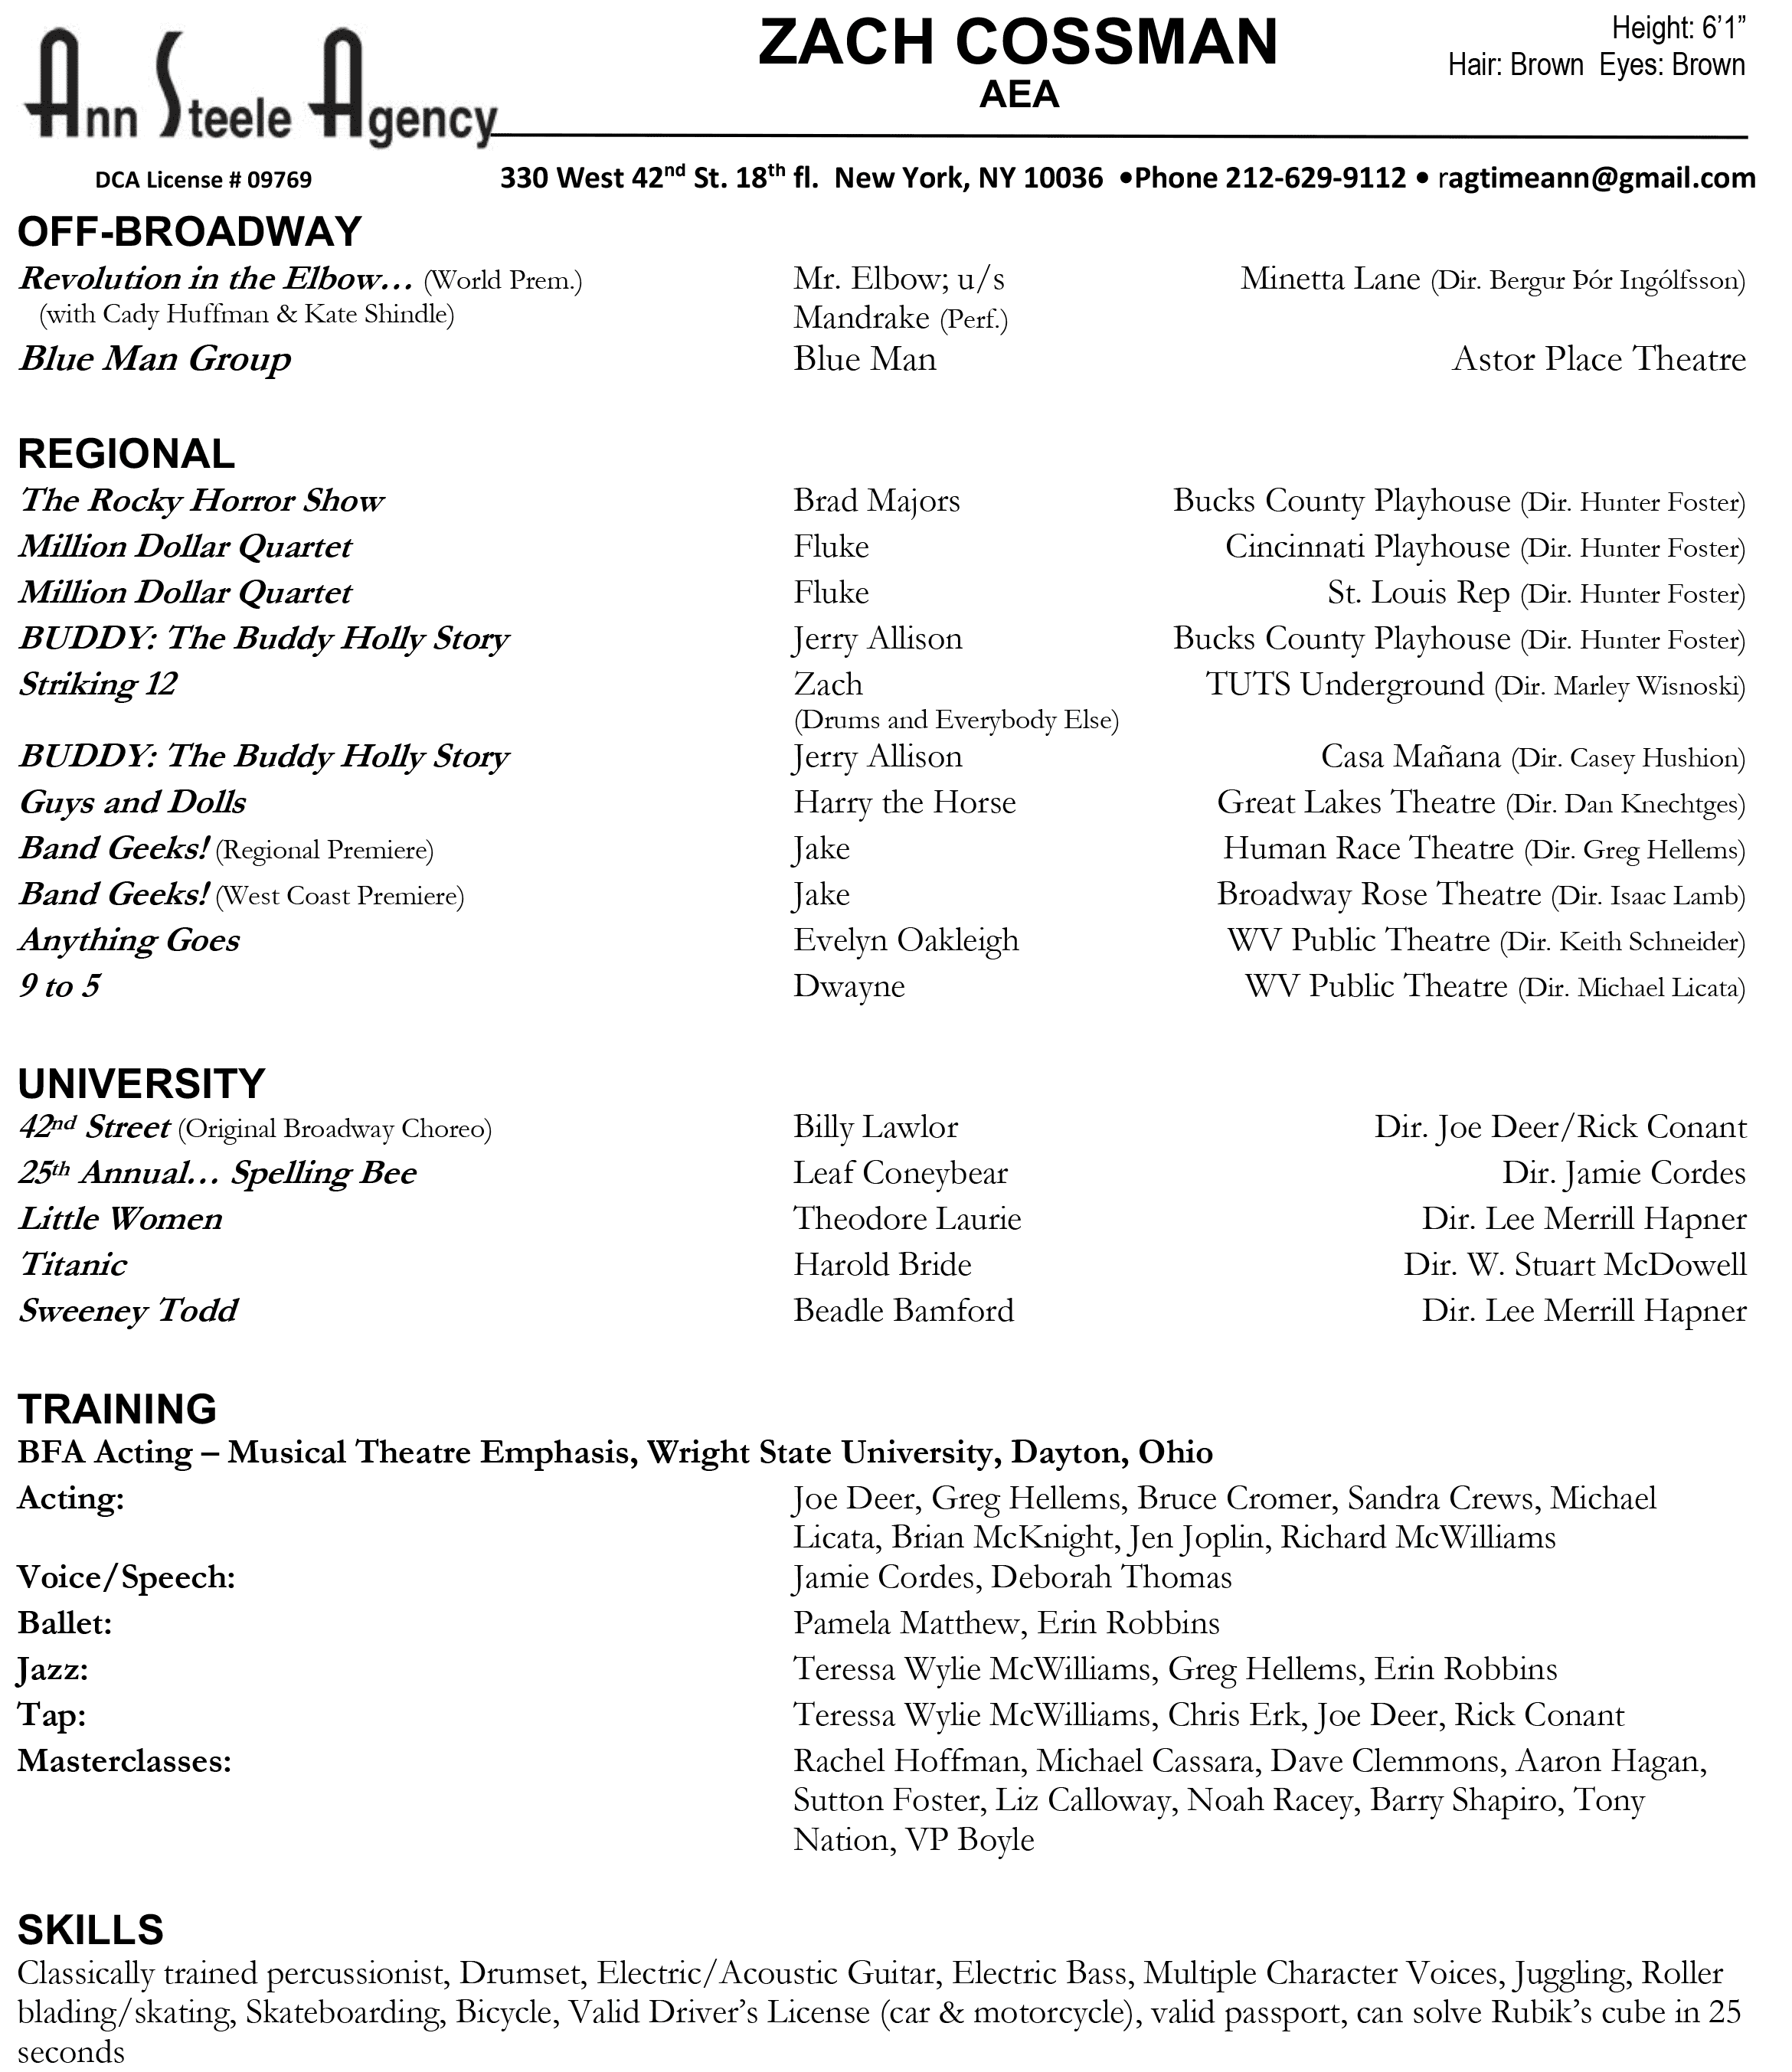 Ann Steele Agency
ZACH COSSMAN
AEA
Height: 6’1”
Hair: Brown Eyes: Brown
DCA License # 09769
330 West 42nd St. 18th fl. New York, NY 10036 •Phone 212-629-9112 • ragtimeann@gmail.com
OFF-BROADWAY
Revolution in the Elbow… (World Prem.) Mr. Elbow; u/s Minetta Lane (Dir. Bergur Þór Ingólfsson)
(with Cady Huffman & Kate Shindle) Mandrake (Perf.)
Blue Man Group Blue Man Astor Place Theatre
REGIONAL
The Rocky Horror Show Brad Majors Bucks County Playhouse (Dir. Hunter Foster)
Million Dollar Quartet Fluke Cincinnati Playhouse (Dir. Hunter Foster)
Million Dollar Quartet Fluke St. Louis Rep (Dir. Hunter Foster)
BUDDY: The Buddy Holly Story Jerry Allison Bucks County Playhouse (Dir. Hunter Foster)
Striking 12 Zach TUTS Underground (Dir. Marley Wisnoski)
(Drums and Everybody Else)
BUDDY: The Buddy Holly Story Jerry Allison Casa Mañana (Dir. Casey Hushion)
Guys and Dolls Harry the Horse Great Lakes Theatre (Dir. Dan Knechtges)
Band Geeks! (Regional Premiere) Jake Human Race Theatre (Dir. Greg Hellems)
Band Geeks! (West Coast Premiere) Jake Broadway Rose Theatre (Dir. Isaac Lamb)
Anything Goes Evelyn Oakleigh WV Public Theatre (Dir. Keith Schneider)
9 to 5 Dwayne WV Public Theatre (Dir. Michael Licata)
UNIVERSITY
42nd Street (Original Broadway Choreo) Billy Lawlor Dir. Joe Deer/Rick Conant
25th Annual… Spelling Bee Leaf Coneybear Dir. Jamie Cordes
Little Women Theodore Laurie Dir. Lee Merrill Hapner
Titanic Harold Bride Dir. W. Stuart McDowell
Sweeney Todd Beadle Bamford Dir. Lee Merrill Hapner
TRAINING
BFA Acting – Musical Theatre Emphasis, Wright State University, Dayton, Ohio
Acting: Joe Deer, Greg Hellems, Bruce Cromer, Sandra Crews, Michael
Licata, Brian McKnight, Jen Joplin, Richard McWilliams
Voice/Speech: Jamie Cordes, Deborah Thomas
Ballet: Pamela Matthew, Erin Robbins
Jazz: Teressa Wylie McWilliams, Greg Hellems, Erin Robbins
Tap: Teressa Wylie McWilliams, Chris Erk, Joe Deer, Rick Conant
Masterclasses: Rachel Hoffman, Michael Cassara, Dave Clemmons, Aaron Hagan,
Sutton Foster, Liz Calloway, Noah Racey, Barry Shapiro, Tony
Nation, VP Boyle
SKILLS
Classically trained percussionist, Drumset, Electric/Acoustic Guitar, Electric Bass, Multiple Character Voices, Juggling, Roller
blading/skating, Skateboarding, Bicycle, Valid Driver’s License (car & motorcycle), valid passport, can solve Rubik’s cube in 25
seconds